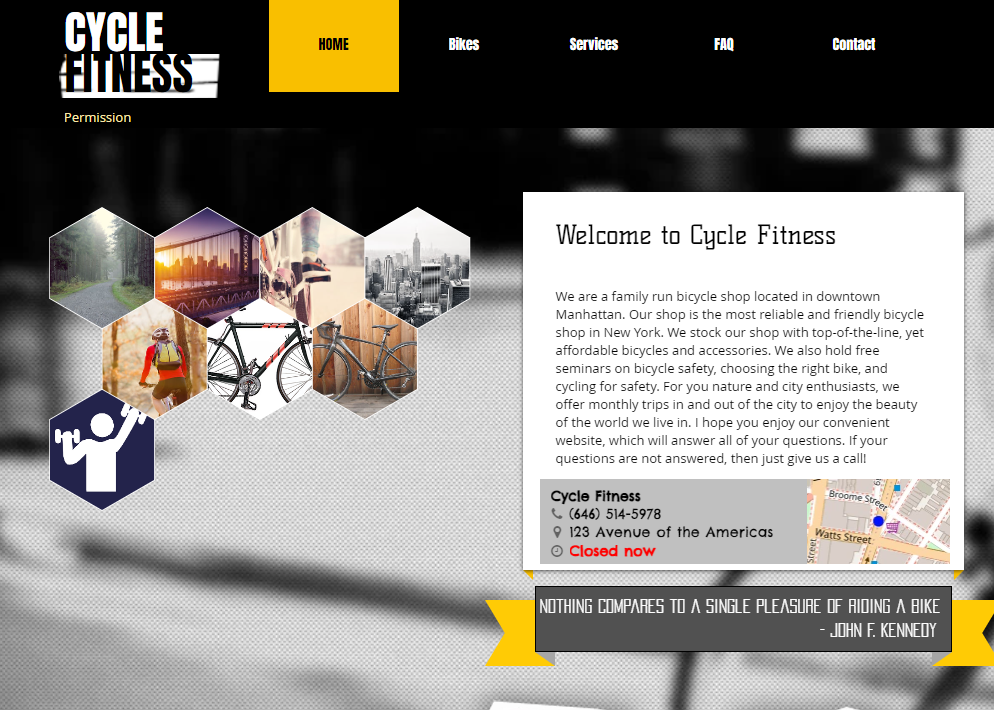 CYCLE
FITNESS
Permission
HOME
Bikes
Services
FAQ
Contact
Welcome to Cycle Fitness
We are a family run bicycle shop located in downtown
Manhattan. Our shop is the most reliable and friendly bicycle
shop in New York. We stock our shop with top-of-the-line, yet
affordable bicycles and accessories. We also hold free
seminars on bicycle safety, choosing the right bike, and
cycling for safety. For you nature and city enthusiasts, we
offer monthly trips in and out of the city to enjoy the beauty
of the world we live in. I hope you enjoy our convenient
website, which will answer all of your questions. If your
questions are not answered, then just give us a call!
Cycle Fitness
(646) 514-5978
123 Avenue of the Americas
Closed now
Broome Street
Watts Street
Street
NOTHING COMPARES TO A SINGLE PLEASURE OF RIDING A BIKE
- JOHN F. KENNEDY